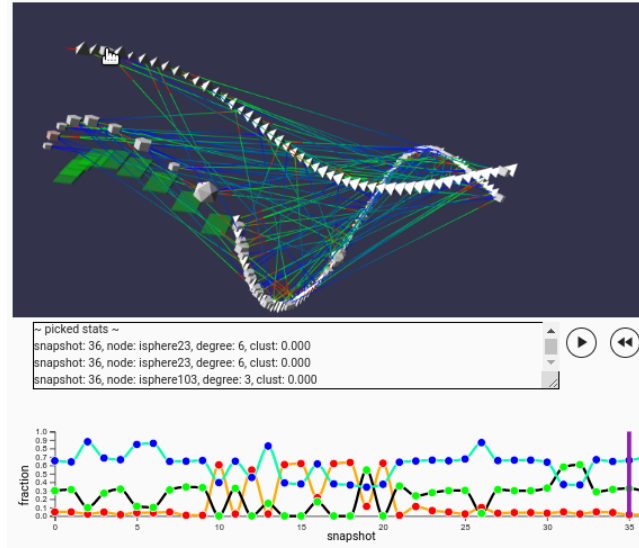 ~ picked stats ~
snapshot: 36, node: isphere23, degree: 6, clust: 0.000
snapshot: 36, node: isphere23, degree: 6, clust: 0.000
snapshot: 36, node: isphere103, degree: 3, clust: 0.000
fraction
1.0
0.9
0.8
0.7
0.6
0.5
0.4
0.3
0.2
0.1
0.0
0 5 10 15 20 25 30 35
snapshot